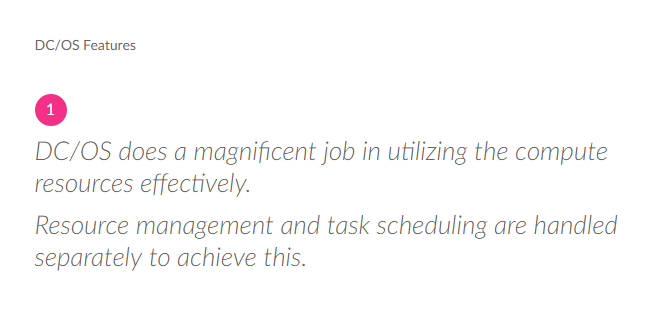 DC/OS Features
1
DC/OS does a magnificent job in utilizing the compute
resources effectively.
Resource management and task scheduling are handled
separately to achieve this.